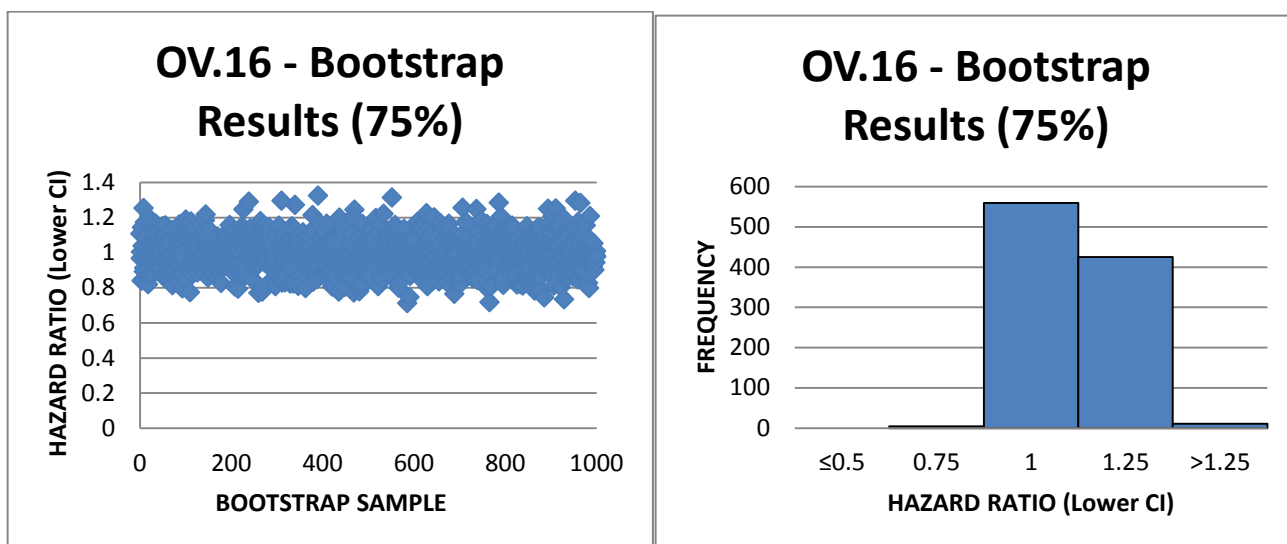 OV.16 - Bootstrap
Results (75%)
HAZARD RATIO (Lower CI)
1.4
1.2
1
0.8
0.6
0.4
0.2
0
0 200 400 600 800 1000
BOOTSTRAP SAMPLE
OV.16 - Bootstrap
Results (75%)
FREQUENCY
600
500
400
300
200
100
0
≤0.5 0.75 1 1.25 >1.25
HAZARD RATIO (Lower CI)